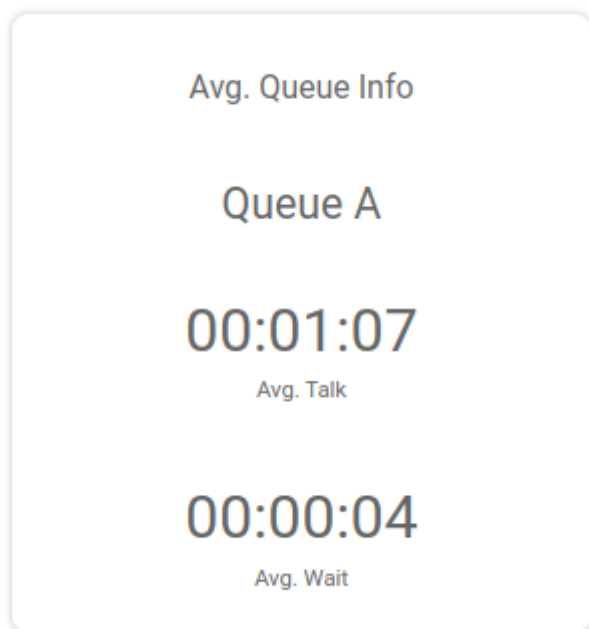 Avg. Queue Info
Queue A
00:01:07
Avg. Talk
00:00:04
Avg. Wait